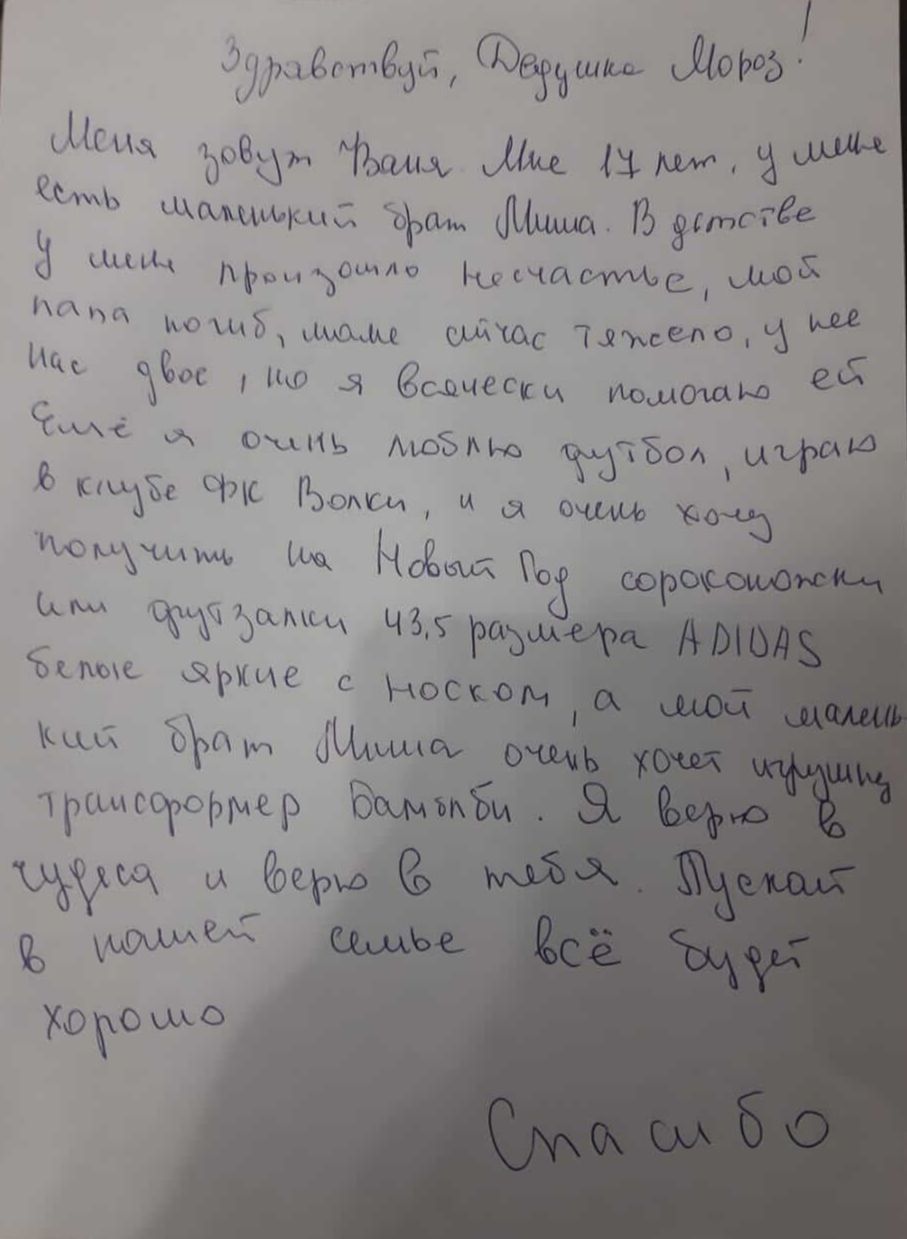 Здравствуй, Дедушка Мороз!
Меня зовут Ваня. Мне 17 лет, у меня
есть маленький брат Миша. В детстве
у меня произошло несчастье, мой
папа погиб, маме сейчас тяжело, у нее
нас двое, но я всячески помогаю ей
Ещё я очень люблю футбол, играю
в клубе ФК Волки, и я очень хочу
получить на Новый Год сороконожки
или футзалки 43,5 размера ADIDAS
белые яркие с носком, а мой малень-
кий брат Миша очень хочет игрушку
трансформер Бамблби. Я верю в
чудеса и верю в тебя. Пускай
в нашей семье всё будет
хорошо
Спасибо